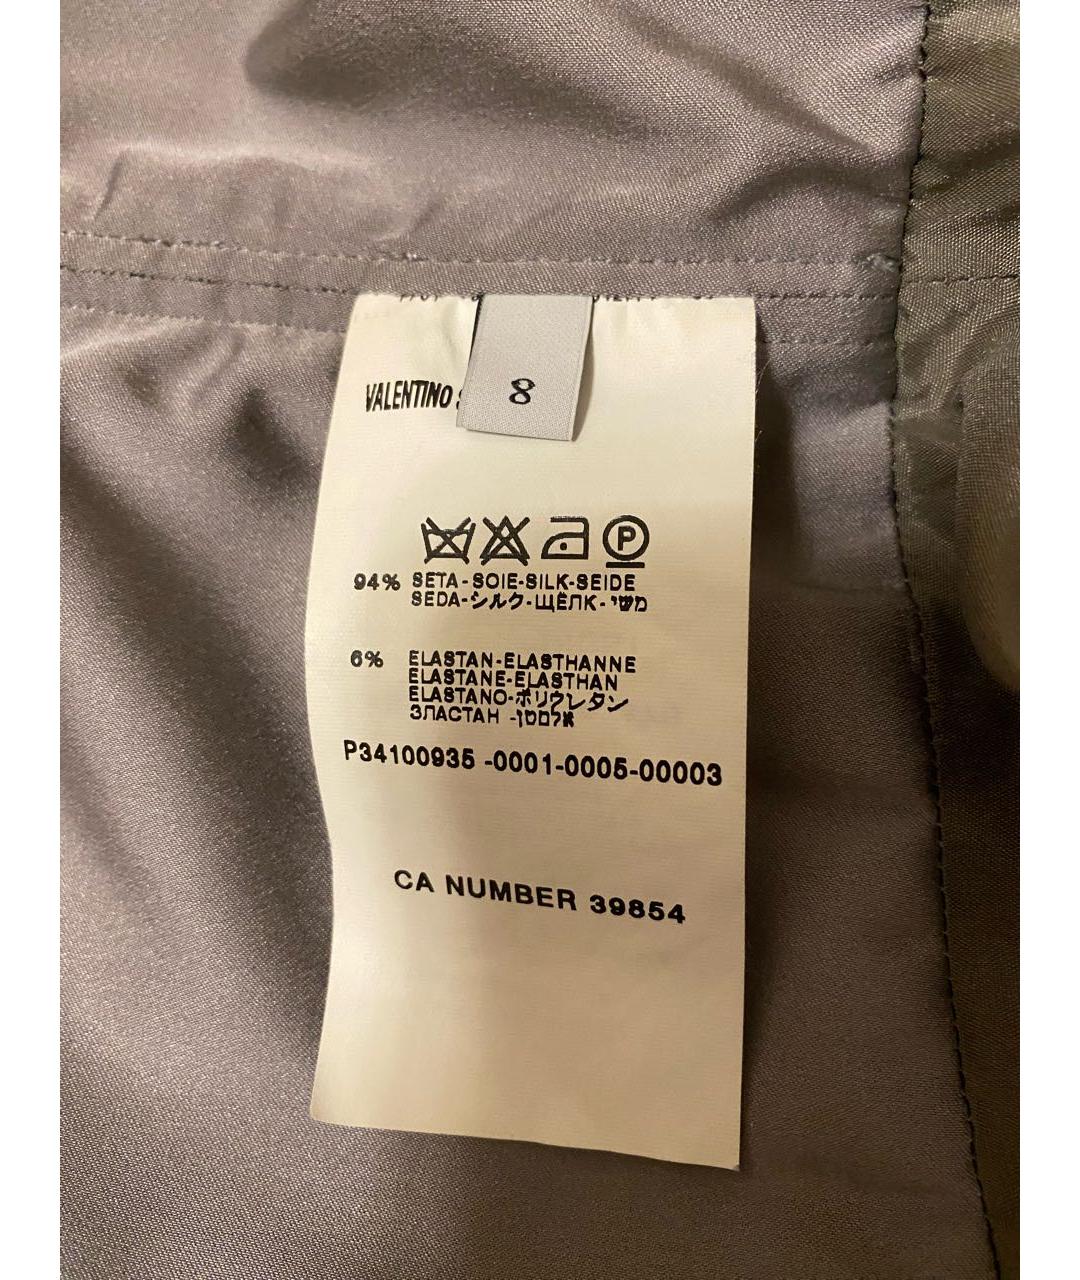 VALENTINO
8
P
94% SETA-SOIE-SILK-SEIDE
SEDA-シルク-ЩЁЛК-משי
6% ELASTAN-ELASTHANNE
ELASTANE-ELASTHAN
ELASTANO-ポリウレタン
ЗЛАСТАН -אלסטן
P34100935 -0001-0005-00003
CA NUMBER 39854